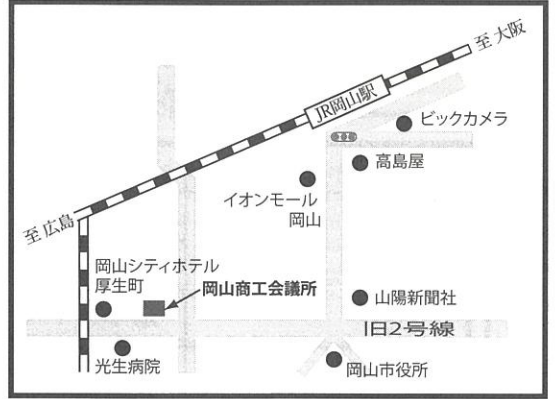 至 大阪
JR岡山駅
ビックカメラ
高島屋
イオンモール
岡山
至 広島
岡山シティホテル
厚生町
岡山商工会議所
山陽新聞社
旧2号線
光生病院
岡山市役所